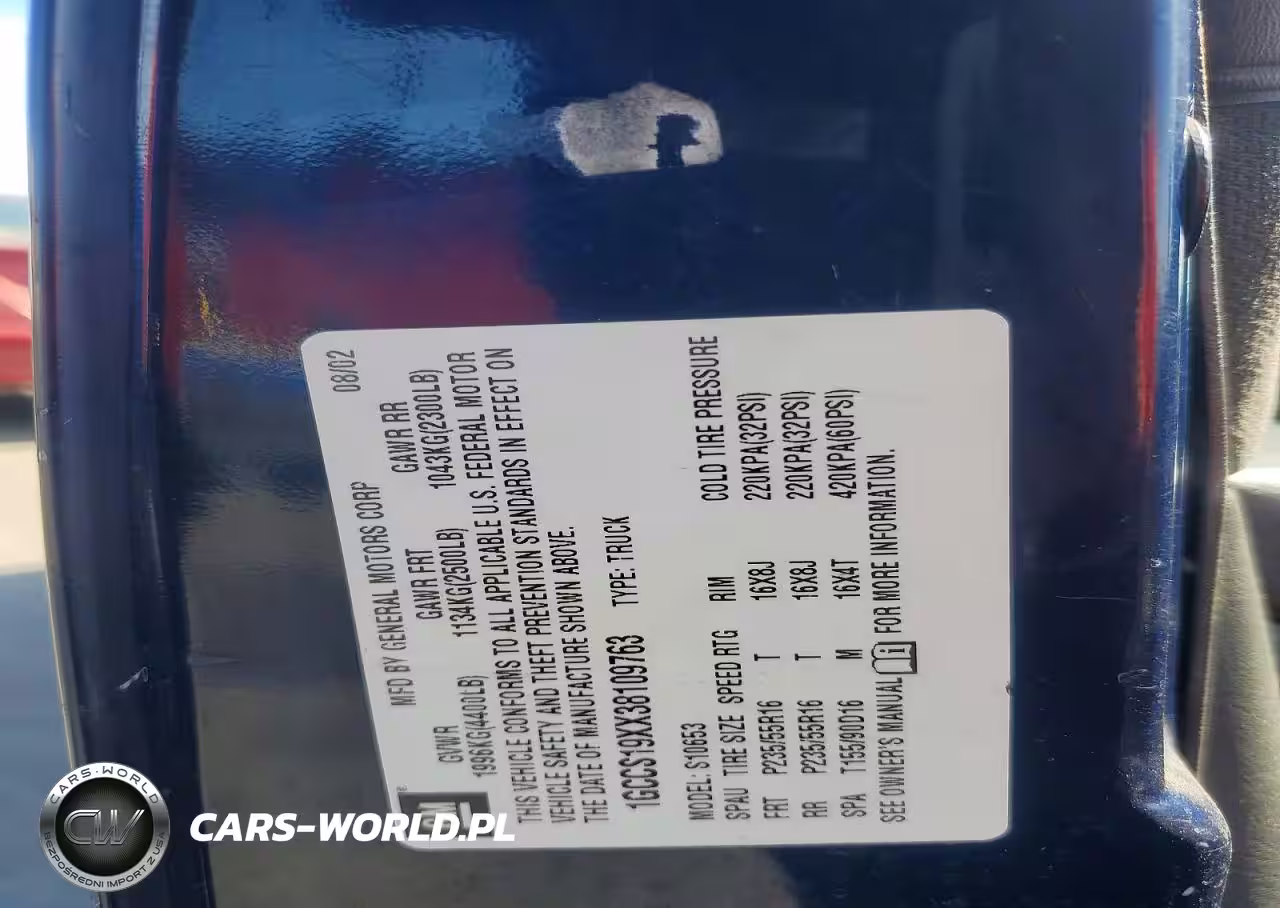 MFD BY GENERAL MOTORS CORP 08/02
GVWR GAWR FRT GAWR RR
1996KG(4400LB) 1134KG(2500LB) 1043KG(2300LB)
THIS VEHICLE CONFORMS TO ALL APPLICABLE U.S. FEDERAL MOTOR
VEHICLE SAFETY AND THEFT PREVENTION STANDARDS IN EFFECT ON
THE DATE OF MANUFACTURE SHOWN ABOVE.
1GCCS19XX38109763 TYPE: TRUCK
MODEL: S10653
SPAU TIRE SIZE SPEED RTG RIM COLD TIRE PRESSURE
FRT P235/55R16 T 16X8J 220KPA(32PSI)
RR P235/55R16 T 16X8J 220KPA(32PSI)
SPA T155/90D16 M 16X4T 420KPA(60PSI)
SEE OWNER'S MANUAL FOR MORE INFORMATION.
CARS-WORLD
CW
BEZPOŚREDNI IMPORT Z USA
CARS-WORLD.PL